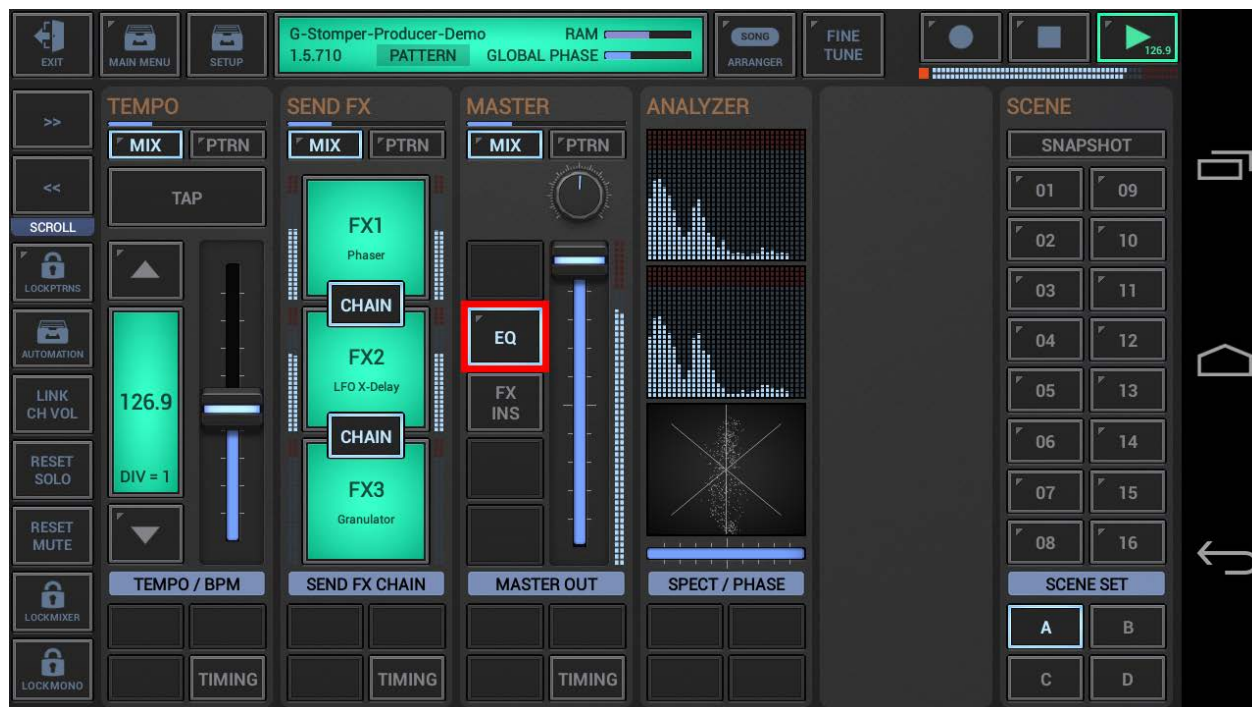 EXIT
MAIN MENU
SETUP
G-Stomper-Producer-Demo RAM
1.5.710 PATTERN GLOBAL PHASE
SONG
ARRANGER
FINE
TUNE
126.9
>>
<<
SCROLL
LOCKPTRNS
AUTOMATION
LINK
CH VOL
RESET
SOLO
RESET
MUTE
LOCKMIXER
LOCKMONO
TEMPO
MIX PTRN
TAP
126.9
DIV = 1
TEMPO / BPM
TIMING
SEND FX
MIX PTRN
FX1
Phaser
CHAIN
FX2
LFO X-Delay
CHAIN
FX3
Granulator
SEND FX CHAIN
TIMING
MASTER
MIX PTRN
EQ
FX
INS
MASTER OUT
TIMING
ANALYZER
SPECT / PHASE
SCENE
SNAPSHOT
01 09
02 10
03 11
04 12
05 13
06 14
07 15
08 16
SCENE SET
A B
C D